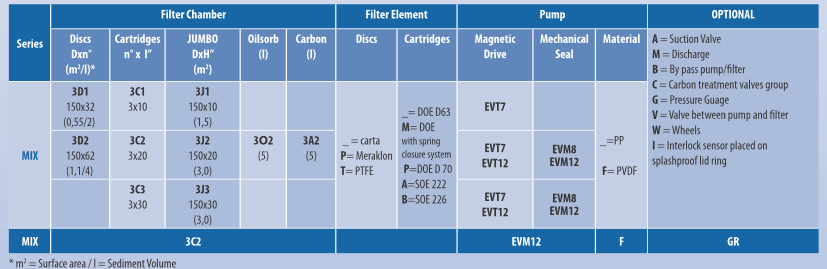 Filter Chamber Filter Element Pump OPTIONAL
Series
Discs Dxn° (m²/l)*
Cartridges n° x l”
JUMBO DxH” (m²)
Oilsorb (l)
Carbon (l)
Discs
Cartridges
Magnetic Drive
Mechanical Seal
Material
A = Suction Valve
M = Discharge
B = By pass pump/filter
C = Carbon treatment valves group
G = Pressure Guage
V = Valve between pump and filter
W = Wheels
I = Interlock sensor placed on
splashproof lid ring
MIX
3D1 3C1 3J1
150x32 3x10 150x10
(0,55/2) (1,5)
EVT7
3D2 3C2 3J2 3O2 3A2
150x62 3x20 150x20 (5) (5)
(1,1/4) (3,0)
EVT7 EVM8
EVT12 EVM12
3C3 3J3
3x30 150x30
(3,0)
EVT7 EVM8
EVT12 EVM12
_ = carta
P= Meraklon
T= PTFE
_= DOE D63
M= DOE
with spring
closure system
P=DOE D 70
A=SOE 222
B=SOE 226
_=PP
F= PVDF
MIX 3C2 EVM12 F GR
* m² = Surface area / l = Sediment Volume